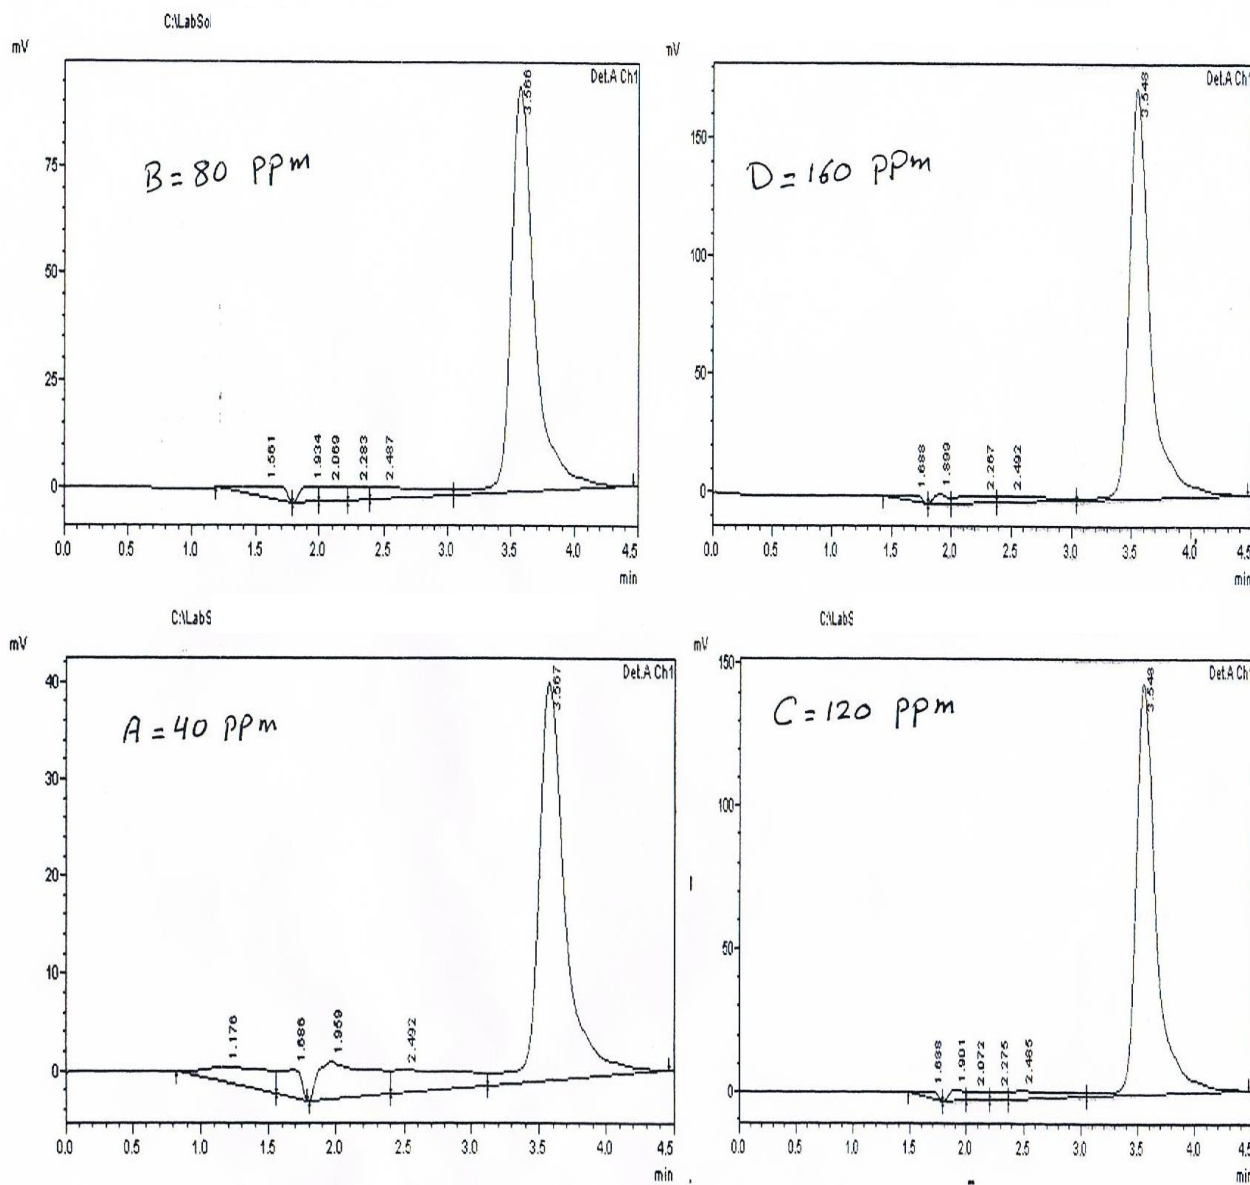 C:\LabSol
mV
Det.A Ch1
3.566
B = 80 PPm
75
50
25
0
1.561
1.934
2.069
2.283
2.487
0.0 0.5 1.0 1.5 2.0 2.5 3.0 3.5 4.0 4.5
min
mV
Det.A Ch1
3.548
D = 160 PPm
150
100
50
0
1.688
1.899
2.267
2.492
0.0 0.5 1.0 1.5 2.0 2.5 3.0 3.5 4.0 4.5
min
C:\LabS
mV
Det.A Ch1
3.567
A = 40 PPm
40
30
20
10
0
1.176
1.686
1.959
2.492
0.0 0.5 1.0 1.5 2.0 2.5 3.0 3.5 4.0 4.5
min
C:\LabS
mV
Det.A Ch1
3.548
C = 120 PPm
150
100
50
0
1.688
1.901
2.072
2.275
2.485
0.0 0.5 1.0 1.5 2.0 2.5 3.0 3.5 4.0 4.5
min